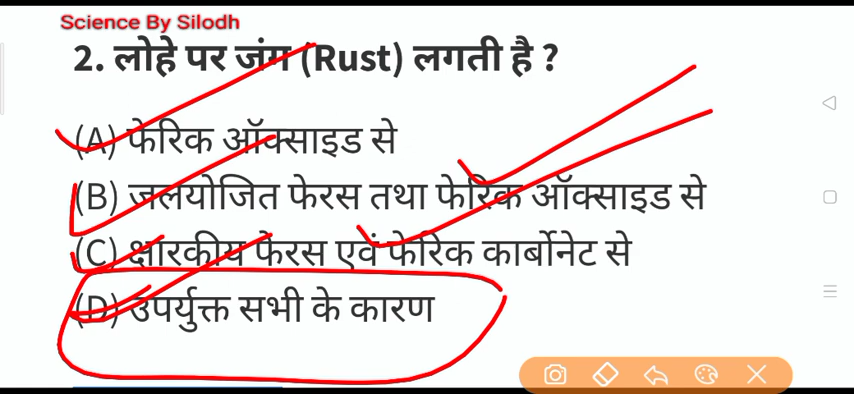 Science By Silodh
2. लोहे पर जंग (Rust) लगती है ?
(A) फेरिक ऑक्साइड से
(B) जलयोजित फेरस तथा फेरिक ऑक्साइड से
(C) क्षारकीय फेरस एवं फेरिक कार्बोनेट से
(D) उपर्युक्त सभी के कारण